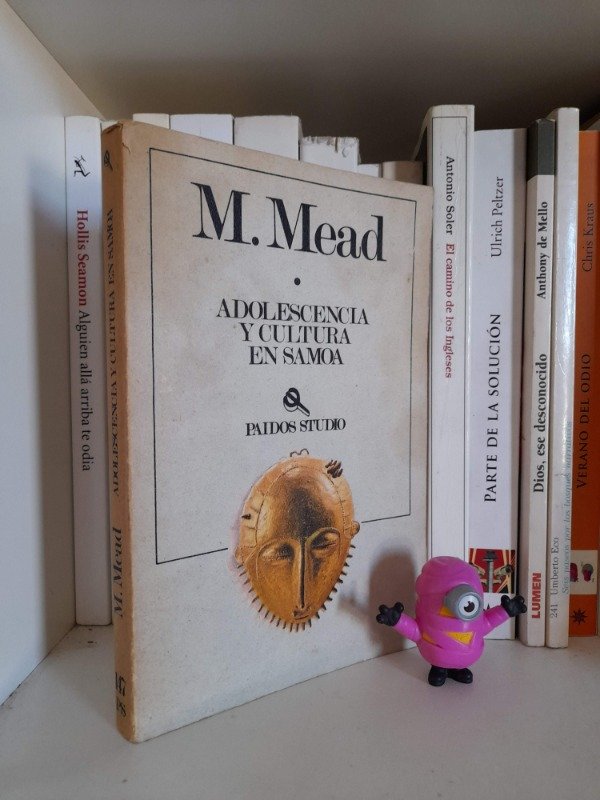 M. Mead
ADOLESCENCIA
Y CULTURA
EN SAMOA
PAIDOS STUDIO
ADOLESCENCIA Y CULTURA EN SAMOA
M. Mead
Hollis Seamon Alguien allá arriba te odia
Antonio Soler El camino de los Ingleses
Ulrich Peltzer
PARTE DE LA SOLUCIÓN
Anthony de Mello
Dios, ese desconocido
LUMEN
241 Umberto Eco
Chris Kraus
VERANO DEL ODIO